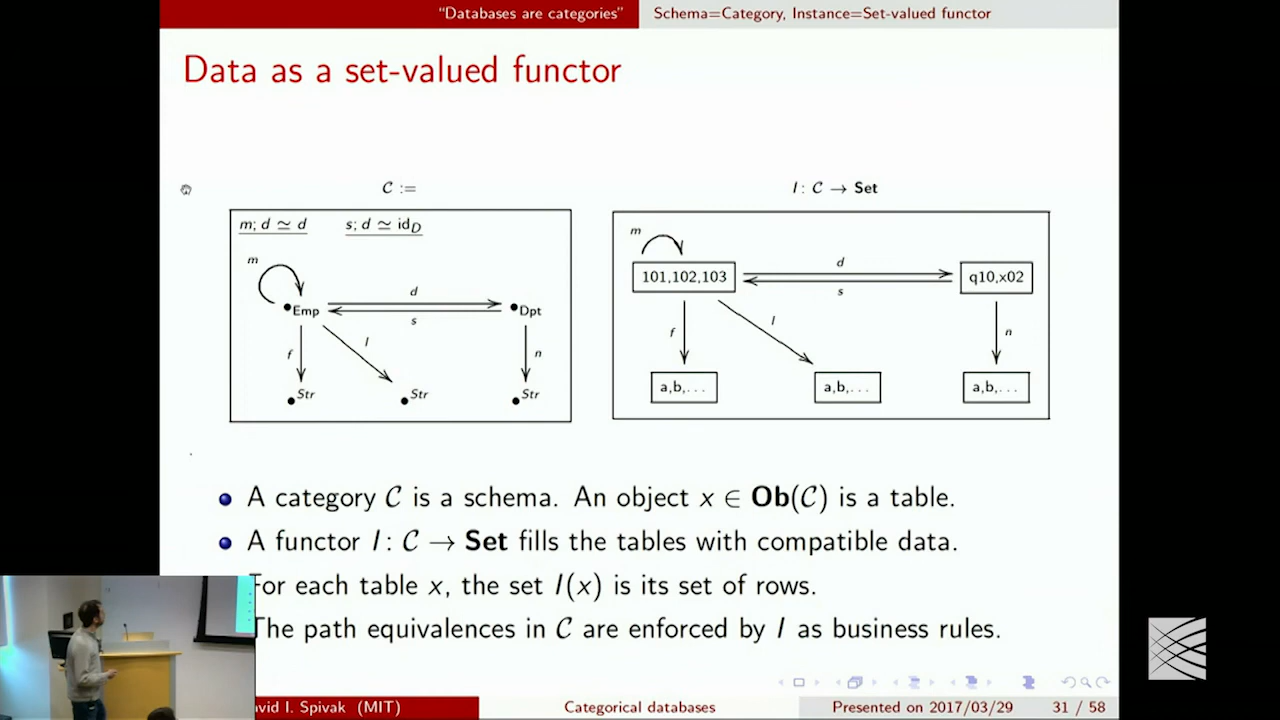 “Databases are categories” Schema=Category, Instance=Set-valued functor
Data as a set-valued functor
𝒞 :=
I : 𝒞 → Set
m; d ≃ d s; d ≃ id_D
m
d
s
Emp
Dpt
f
l
n
Str
Str
Str
m
d
s
101,102,103
q10,x02
f
l
n
a,b,...
a,b,...
a,b,...
A category 𝒞 is a schema. An object x ∈ Ob(𝒞) is a table.
A functor I : 𝒞 → Set fills the tables with compatible data.
For each table x, the set I(x) is its set of rows.
The path equivalences in 𝒞 are enforced by I as business rules.
avid I. Spivak (MIT) Categorical databases Presented on 2017/03/29 31 / 58